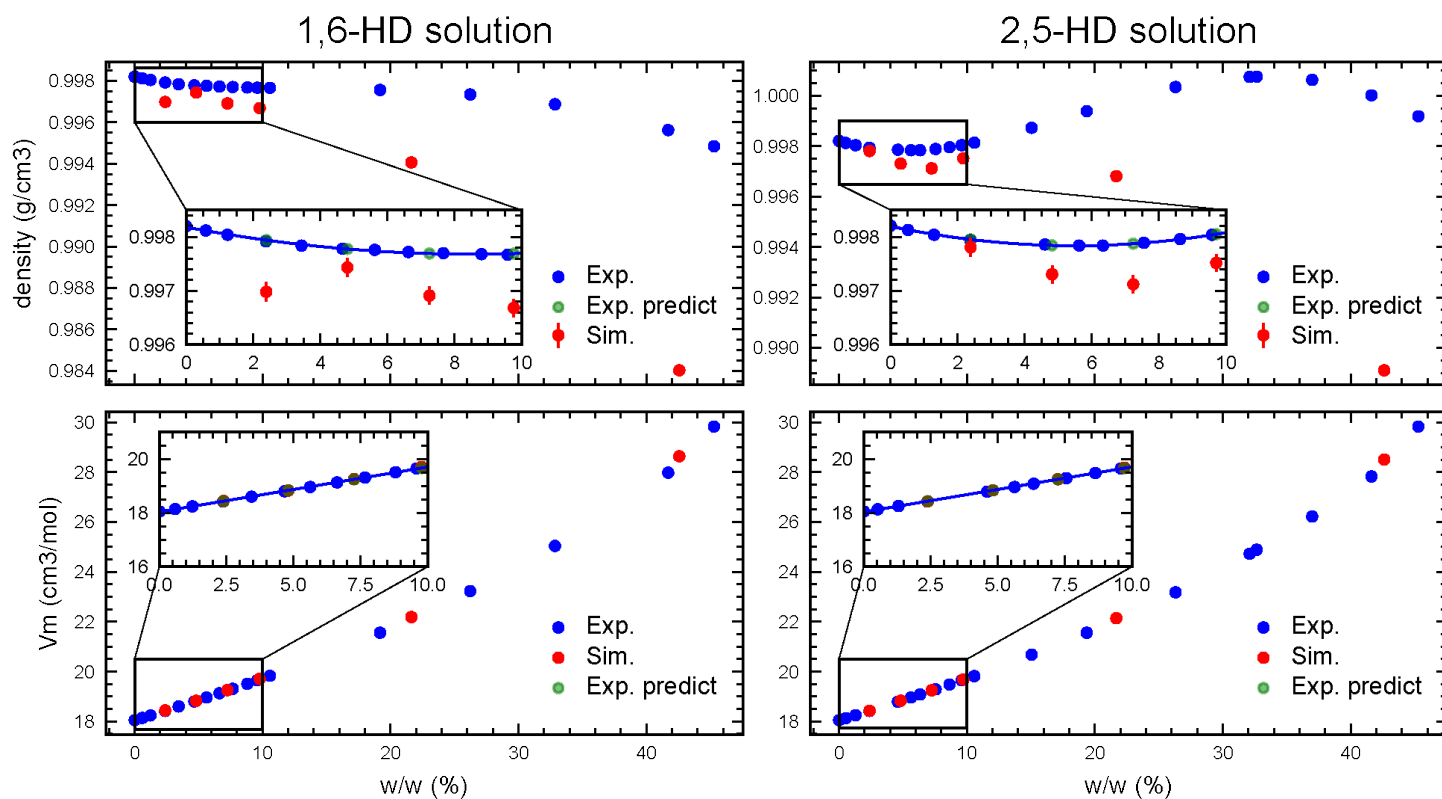 1,6-HD solution
2,5-HD solution
density (g/cm3)
0.998
0.996
0.994
0.992
0.990
0.988
0.986
0.984
0.998
0.997
0.996
0 2 4 6 8 10
Exp.
Exp. predict
Sim.
1.000
0.998
0.996
0.994
0.992
0.990
0.998
0.997
0.996
0 2 4 6 8 10
Exp.
Exp. predict
Sim.
Vm (cm3/mol)
30
28
26
24
22
20
18
20
18
16
0.0 2.5 5.0 7.5 10.0
Exp.
Sim.
Exp. predict
0 10 20 30 40
w/w (%)
30
28
26
24
22
20
18
20
18
16
0.0 2.5 5.0 7.5 10.0
Exp.
Sim.
Exp. predict
0 10 20 30 40
w/w (%)